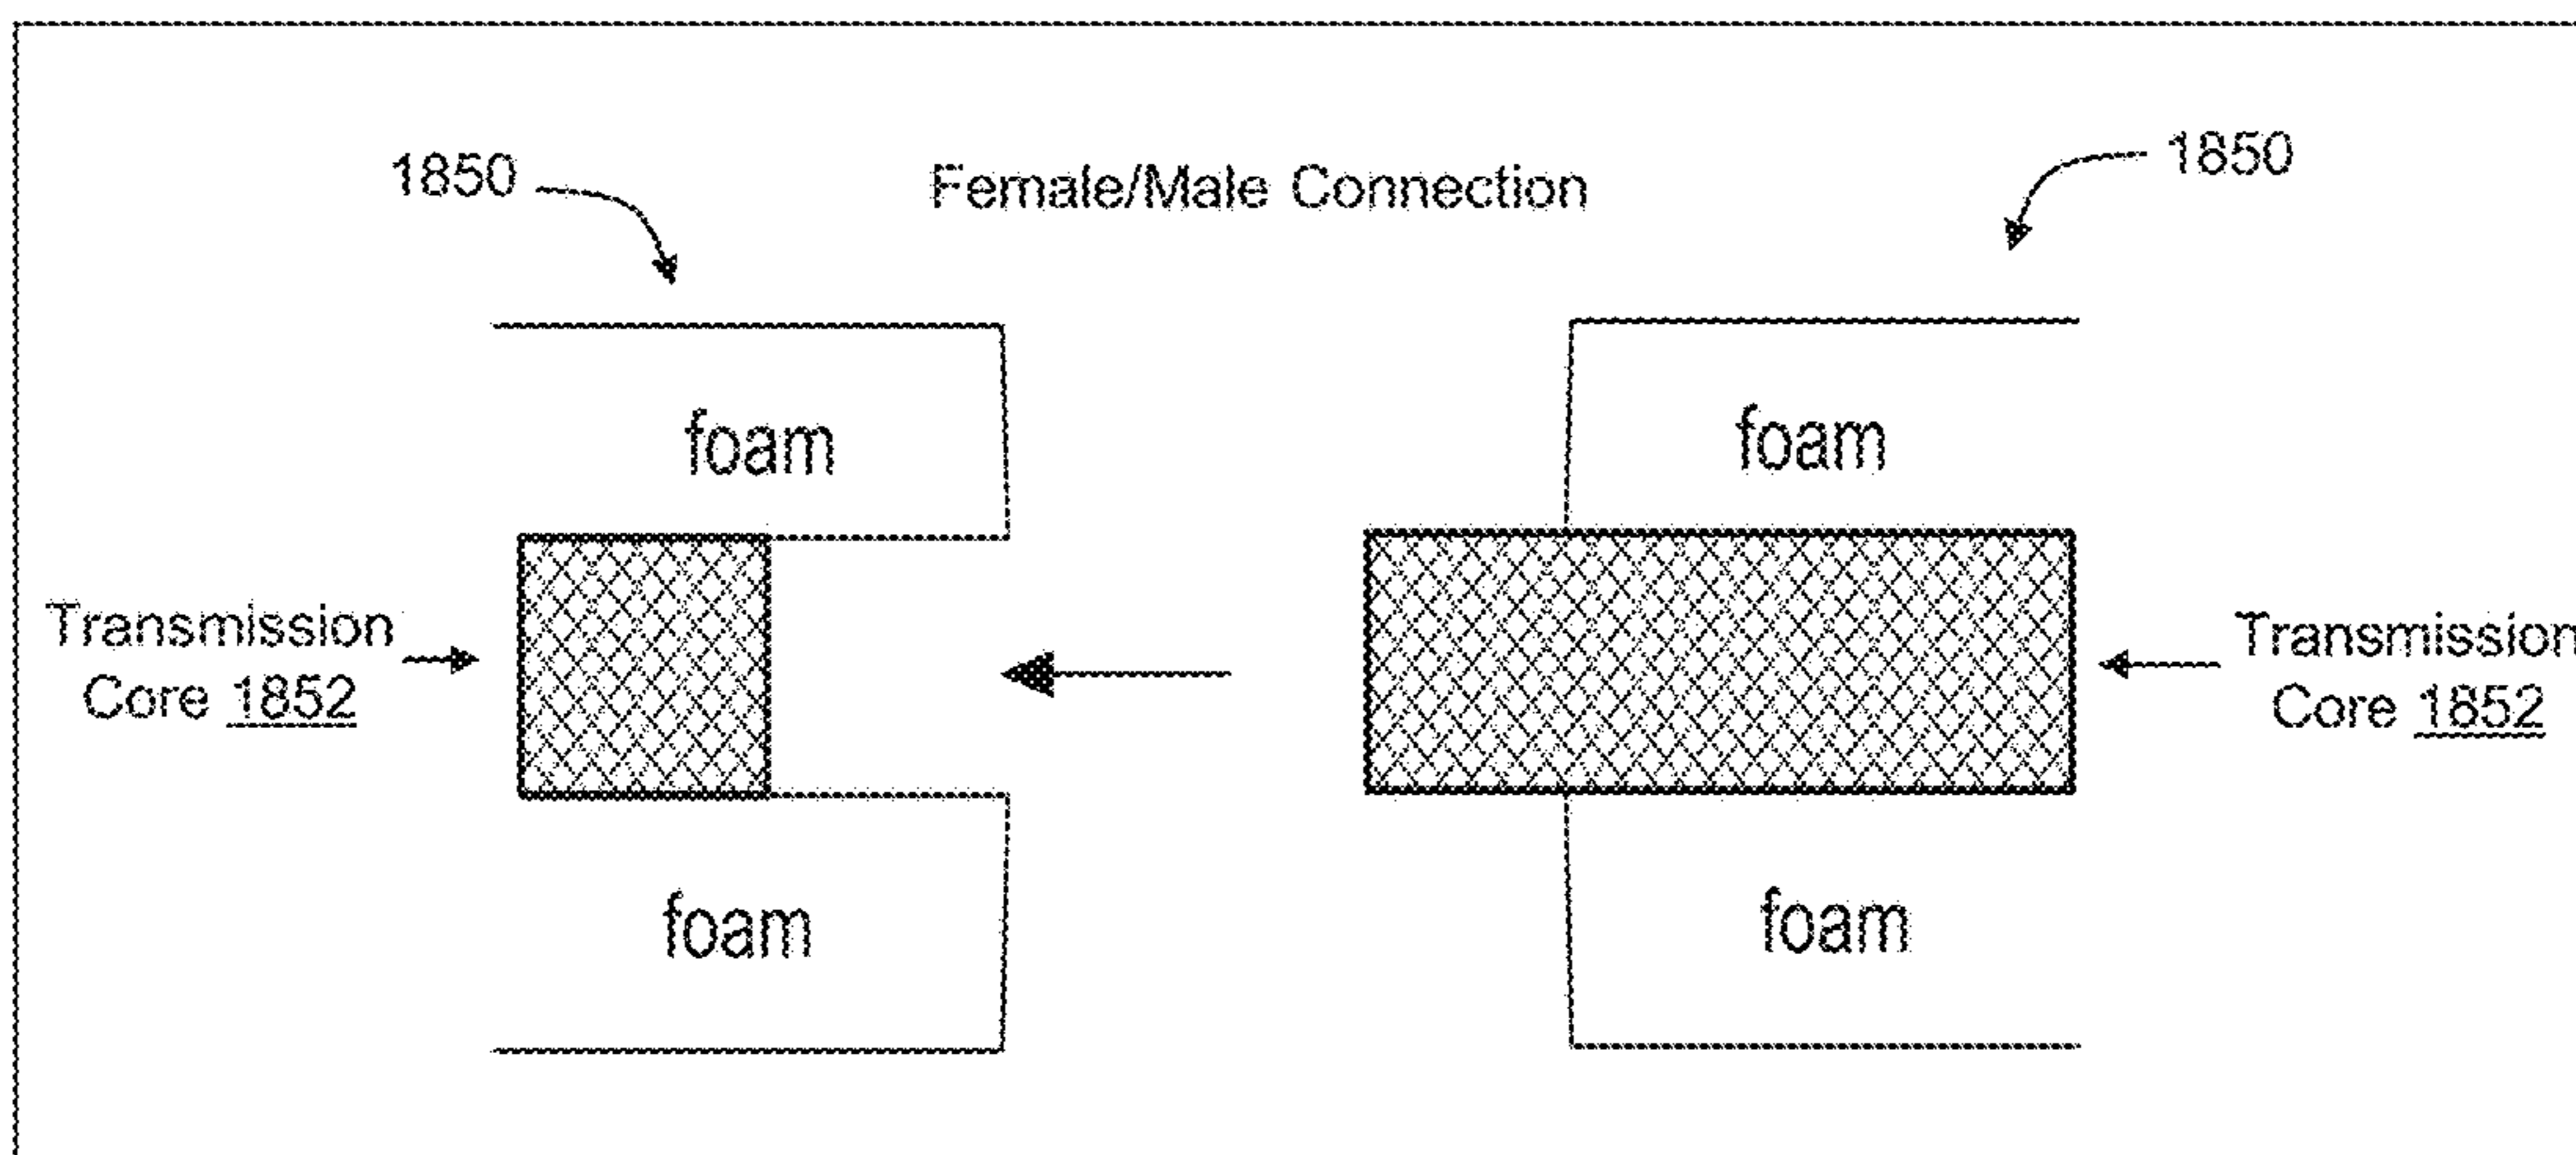 1850
Female/Male Connection
1850
foam
foam
Transmission
Core 1852
Transmission
Core 1852
foam
foam